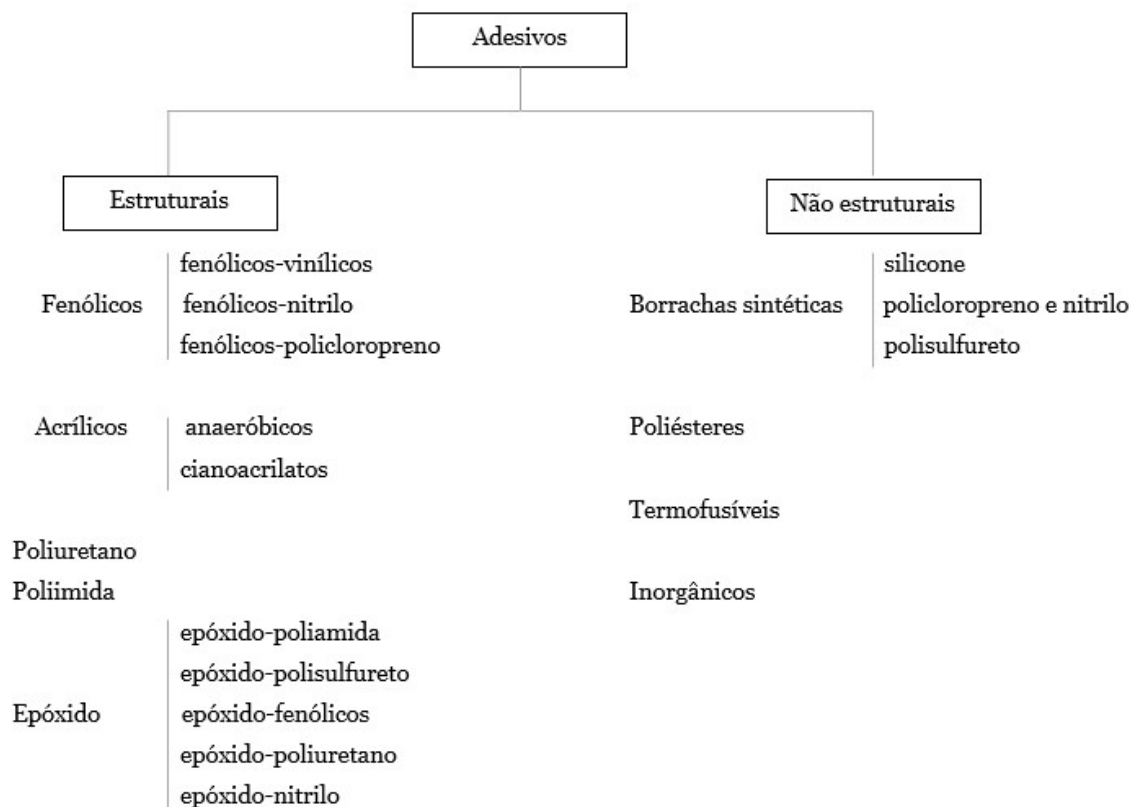 Adesivos
Estruturais
fenólicos-vinílicos
Fenólicos
fenólicos-nitrilo
fenólicos-policloropreno
Acrílicos
anaeróbicos
cianoacrilatos
Poliuretano
Poliimida
epóxido-poliamida
epóxido-polisulfureto
Epóxido
epóxido-fenólicos
epóxido-poliuretano
epóxido-nitrilo
Não estruturais
silicone
Borrachas sintéticas
policloropreno e nitrilo
polisulfureto
Poliésteres
Termofusíveis
Inorgânicos